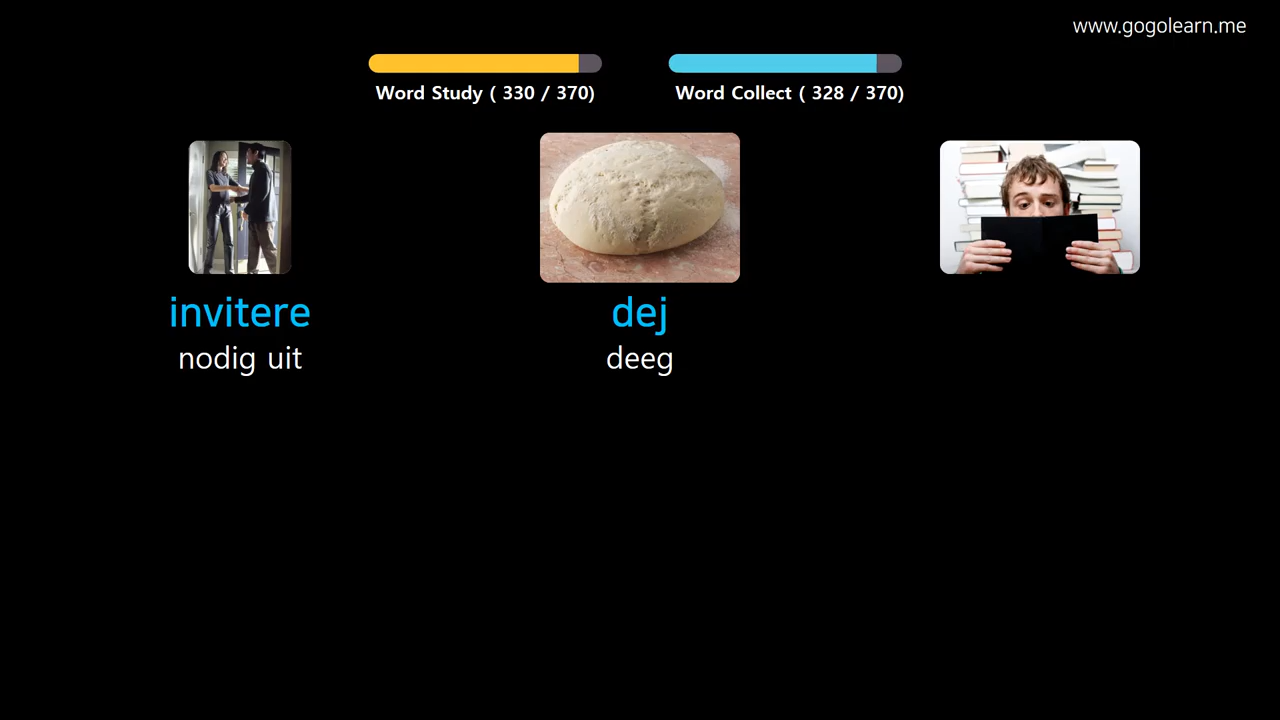 www.gogolearn.me
Word Study ( 330 / 370)
Word Collect ( 328 / 370)
invitere
nodig uit
dej
deeg